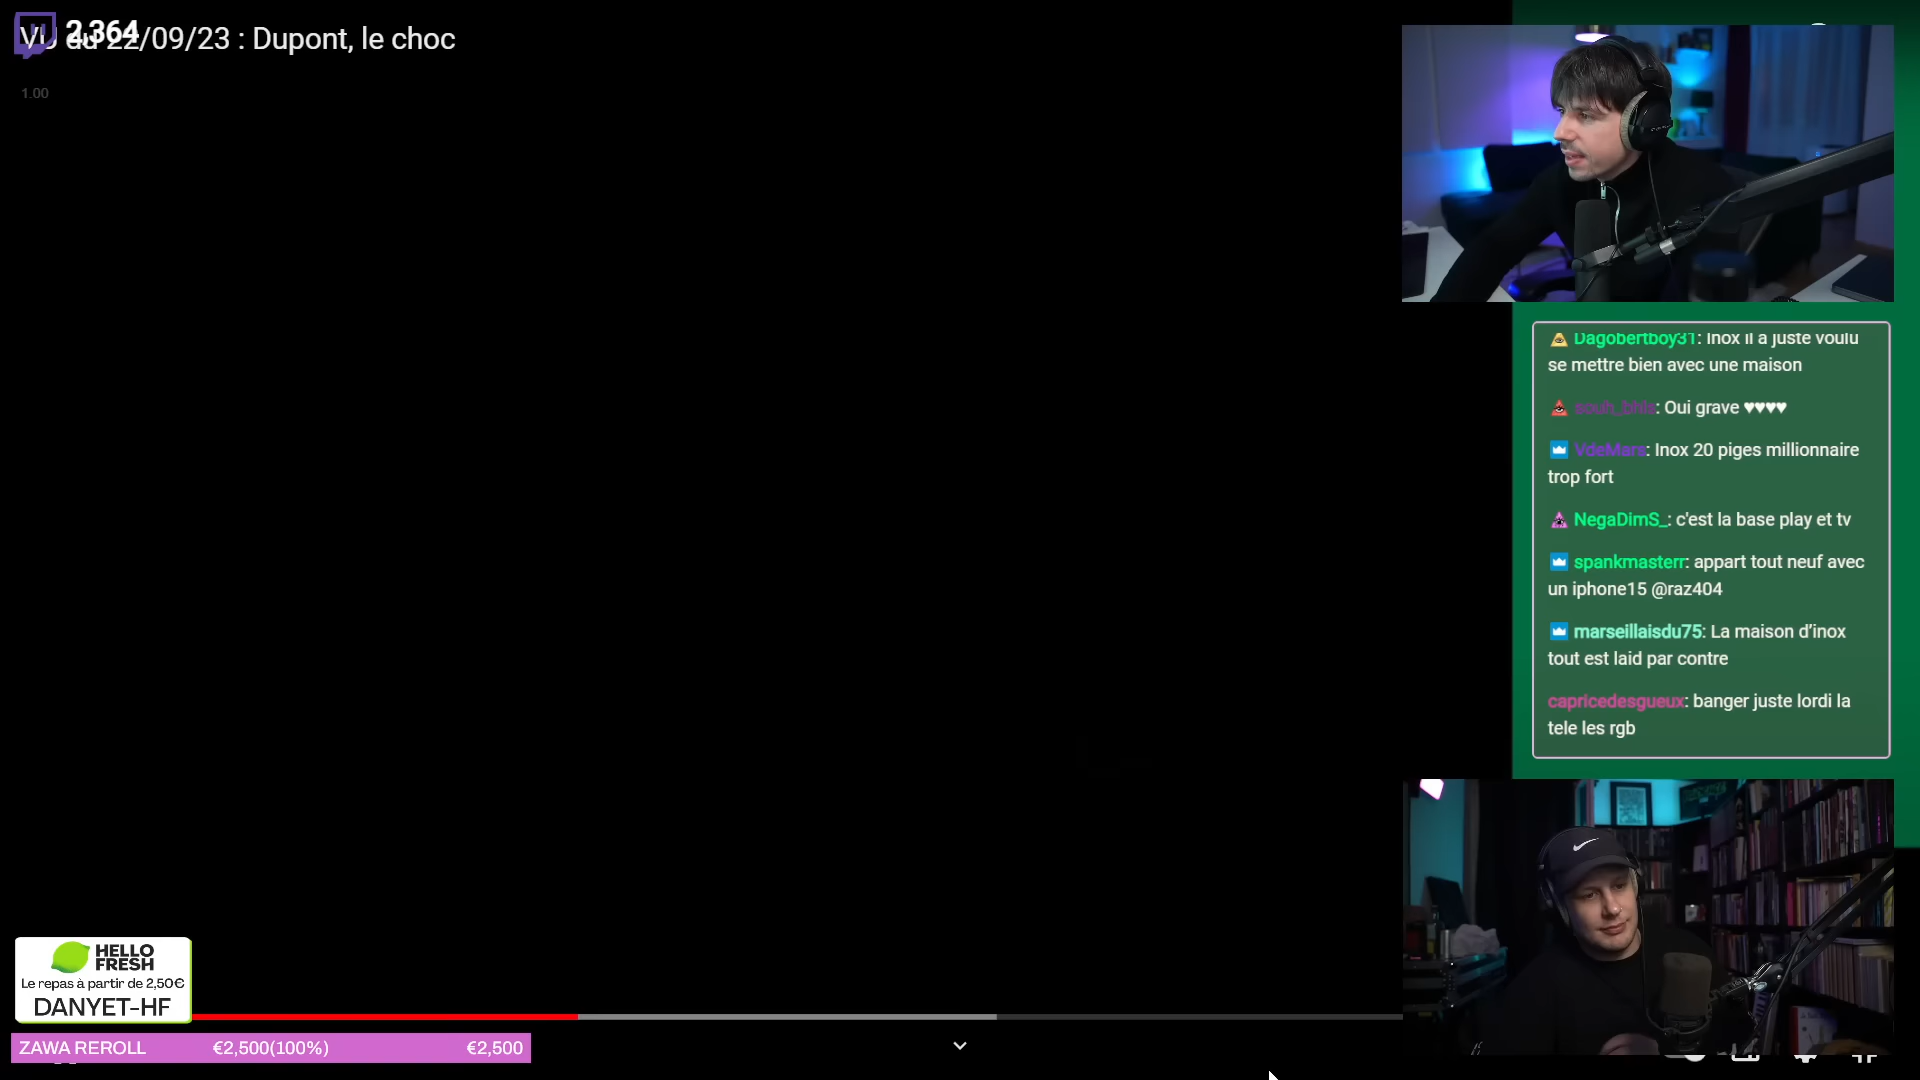 2,364
VU du 22/09/23 : Dupont, le choc
1.00
Dagobertboy31: Inox il a juste voulu
se mettre bien avec une maison
souh_bhls: Oui grave ♥♥♥♥
VdeMars: Inox 20 piges millionnaire
trop fort
NegaDimS_: c'est la base play et tv
spankmasterr: appart tout neuf avec
un iphone15 @raz404
marseillaisdu75: La maison d’inox
tout est laid par contre
capricedesgueux: banger juste lordi la
tele les rgb
HELLO
FRESH
Le repas à partir de 2,50€
DANYET-HF
ZAWA REROLL €2,500(100%) €2,500